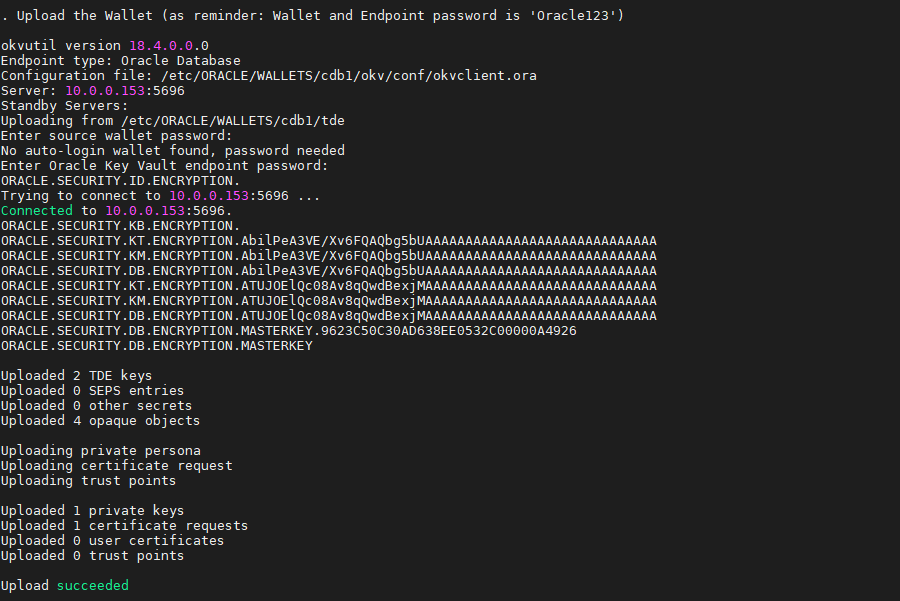 . Upload the Wallet (as reminder: Wallet and Endpoint password is 'Oracle123')
okvutil version 18.4.0.0.0
Endpoint type: Oracle Database
Configuration file: /etc/ORACLE/WALLETS/cdb1/okv/conf/okvclient.ora
Server: 10.0.0.153:5696
Standby Servers:
Uploading from /etc/ORACLE/WALLETS/cdb1/tde
Enter source wallet password:
No auto-login wallet found, password needed
Enter Oracle Key Vault endpoint password:
ORACLE.SECURITY.ID.ENCRYPTION.
Trying to connect to 10.0.0.153:5696 ...
Connected to 10.0.0.153:5696.
ORACLE.SECURITY.KB.ENCRYPTION.
ORACLE.SECURITY.KT.ENCRYPTION.AbilPeA3VE/Xv6FQAQbg5bUAAAAAAAAAAAAAAAAAAAAAAAAAAAAA
ORACLE.SECURITY.KM.ENCRYPTION.AbilPeA3VE/Xv6FQAQbg5bUAAAAAAAAAAAAAAAAAAAAAAAAAAAAA
ORACLE.SECURITY.DB.ENCRYPTION.AbilPeA3VE/Xv6FQAQbg5bUAAAAAAAAAAAAAAAAAAAAAAAAAAAAA
ORACLE.SECURITY.KT.ENCRYPTION.ATUJOElQc08Av8qQwdBexjMAAAAAAAAAAAAAAAAAAAAAAAAAAAAA
ORACLE.SECURITY.KM.ENCRYPTION.ATUJOElQc08Av8qQwdBexjMAAAAAAAAAAAAAAAAAAAAAAAAAAAAA
ORACLE.SECURITY.DB.ENCRYPTION.ATUJOElQc08Av8qQwdBexjMAAAAAAAAAAAAAAAAAAAAAAAAAAAAA
ORACLE.SECURITY.DB.ENCRYPTION.MASTERKEY.9623C50C30AD638EE0532C00000A4926
ORACLE.SECURITY.DB.ENCRYPTION.MASTERKEY
Uploaded 2 TDE keys
Uploaded 0 SEPS entries
Uploaded 0 other secrets
Uploaded 4 opaque objects
Uploading private persona
Uploading certificate request
Uploading trust points
Uploaded 1 private keys
Uploaded 1 certificate requests
Uploaded 0 user certificates
Uploaded 0 trust points
Upload succeeded